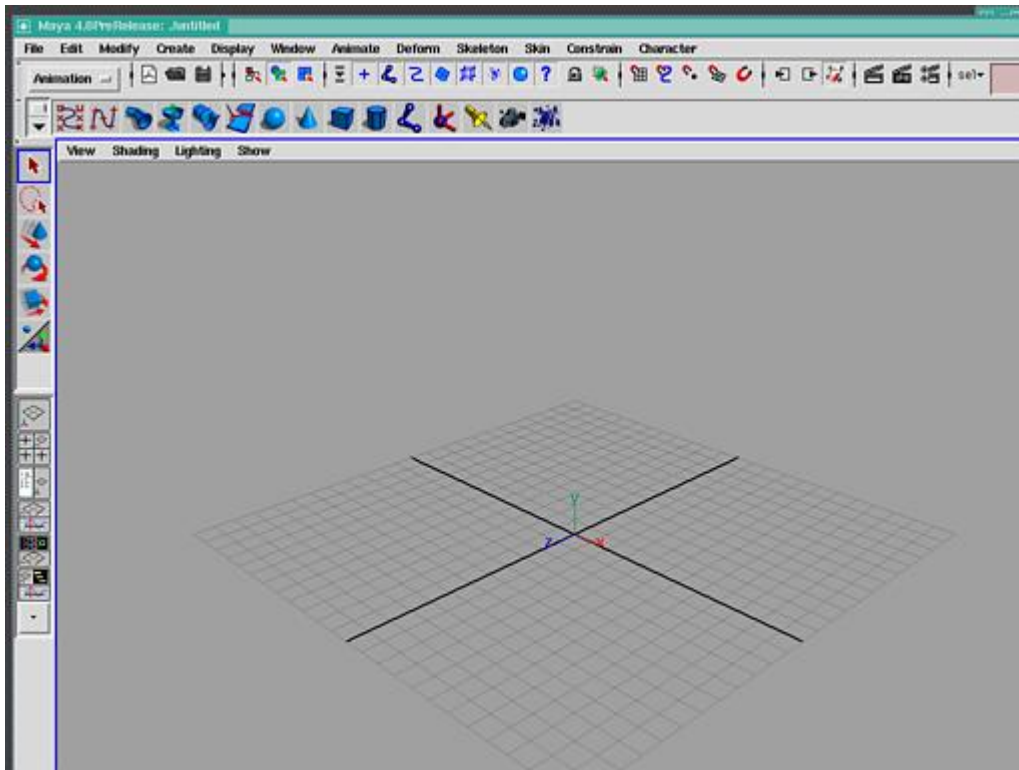 Maya 4.0PreRelease: ./untitled
File Edit Modify Create Display Window Animate Deform Skeleton Skin Constrain Character
Animation ? sel
View Shading Lighting Show
y
z x